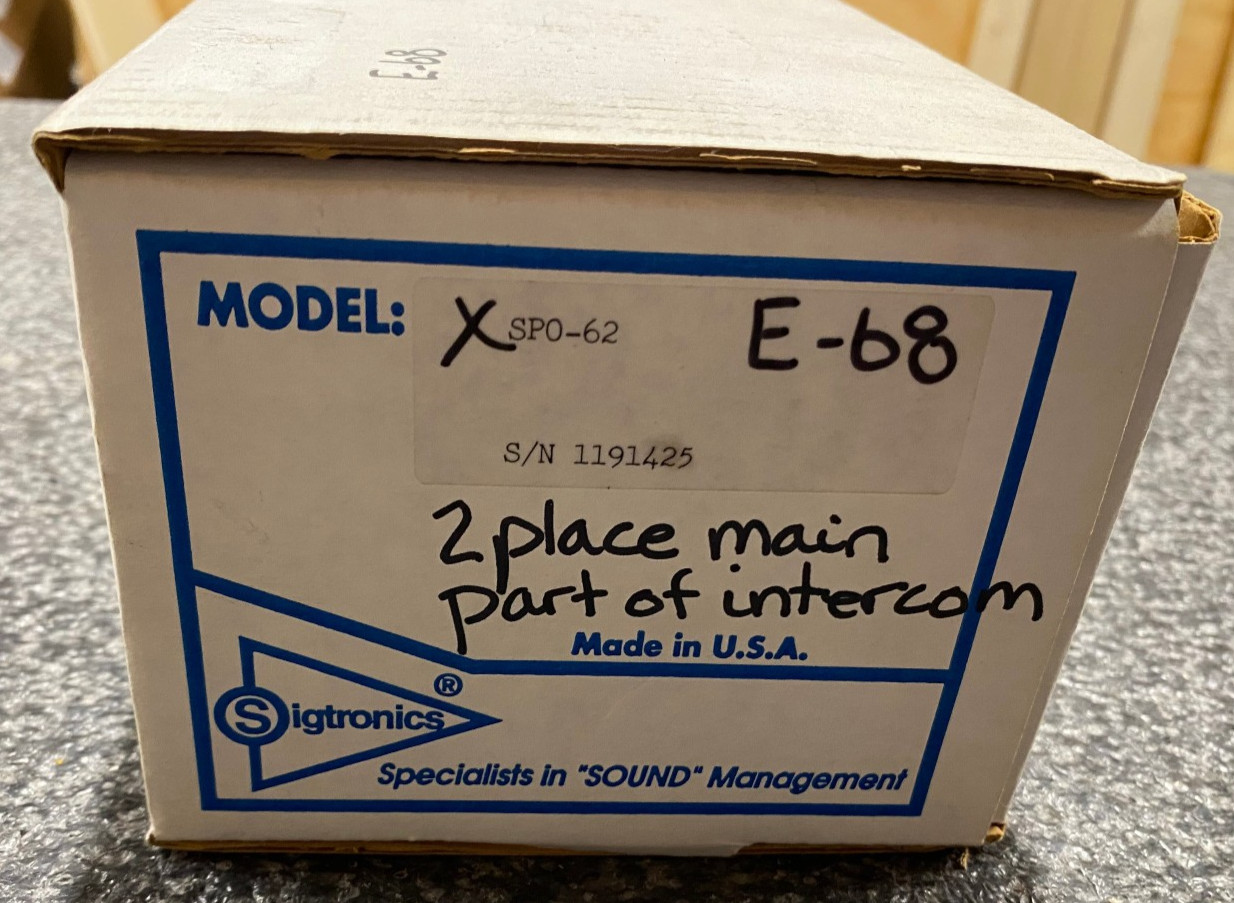 E-68
MODEL: X SPO-62 E-68
S/N 1191425
2 place main
part of intercom
Made in U.S.A.
®
Sigtronics
Specialists in "SOUND" Management